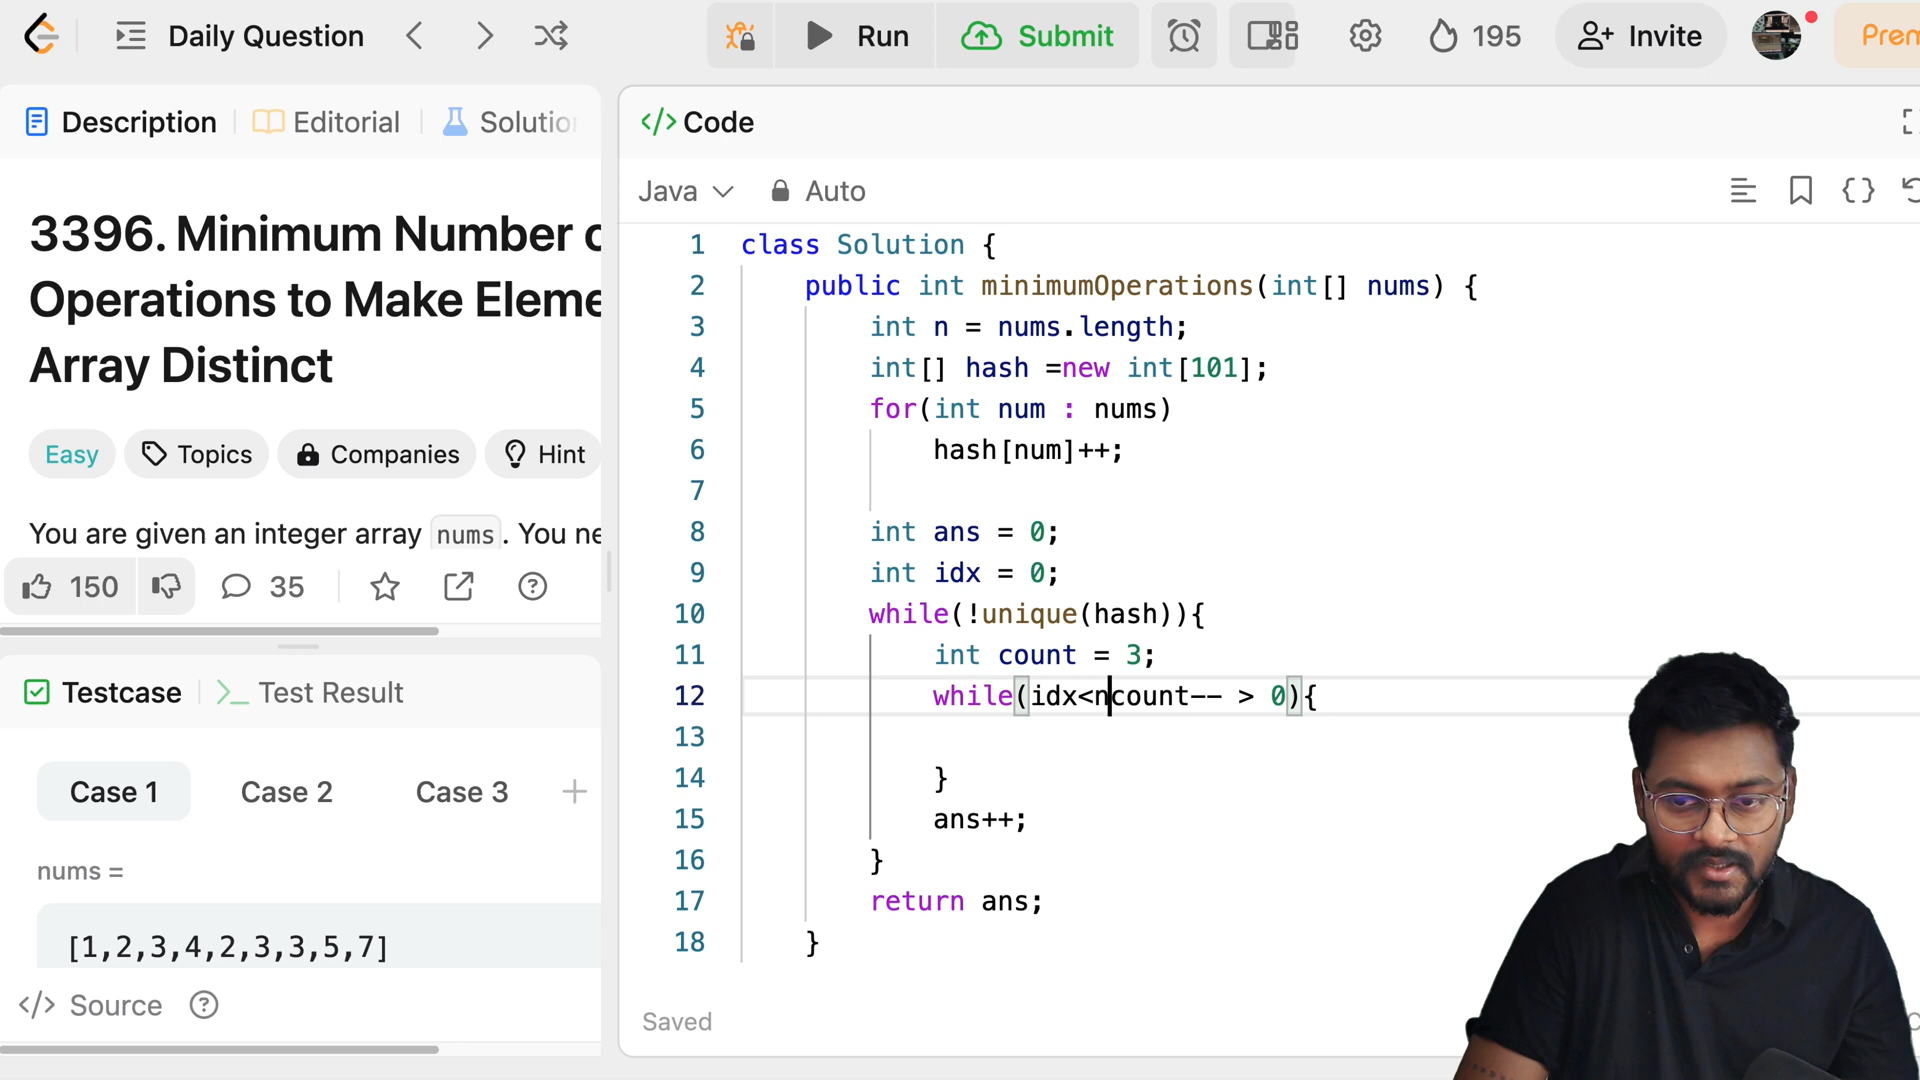 Daily Question
Run
Submit
195
Invite
Prem
Description
Editorial
Solutio
3396. Minimum Number o
Operations to Make Eleme
Array Distinct
Easy
Topics
Companies
Hint
You are given an integer array nums. You ne
150
35
Testcase
Test Result
Case 1
Case 2
Case 3
nums =
[1,2,3,4,2,3,3,5,7]
</> Source
</> Code
Java
Auto
1 class Solution {
2 public int minimumOperations(int[] nums) {
3 int n = nums.length;
4 int[] hash =new int[101];
5 for(int num : nums)
6 hash[num]++;
7
8 int ans = 0;
9 int idx = 0;
10 while(!unique(hash)){
11 int count = 3;
12 while(idx<ncount-- > 0){
13
14 }
15 ans++;
16 }
17 return ans;
18 }
Saved